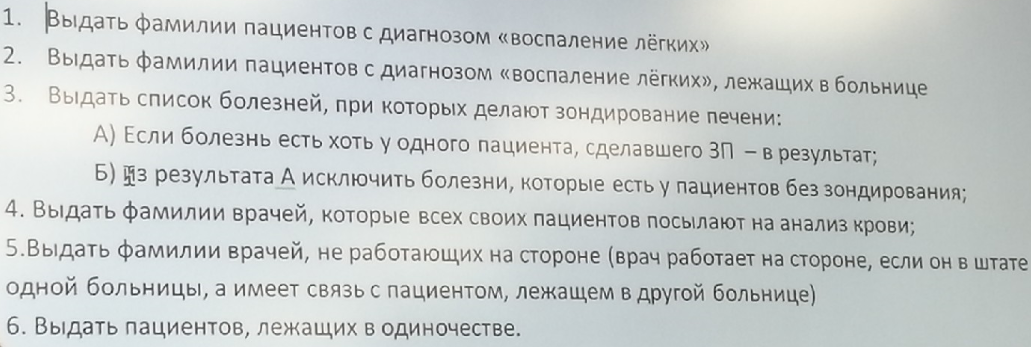 1. Выдать фамилии пациентов с диагнозом «воспаление лёгких»
2. Выдать фамилии пациентов с диагнозом «воспаление лёгких», лежащих в больнице
3. Выдать список болезней, при которых делают зондирование печени:
А) Если болезнь есть хоть у одного пациента, сделавшего ЗП – в результат;
Б) Из результата А исключить болезни, которые есть у пациентов без зондирования;
4. Выдать фамилии врачей, которые всех своих пациентов посылают на анализ крови;
5.Выдать фамилии врачей, не работающих на стороне (врач работает на стороне, если он в штате
одной больницы, а имеет связь с пациентом, лежащем в другой больнице)
6. Выдать пациентов, лежащих в одиночестве.